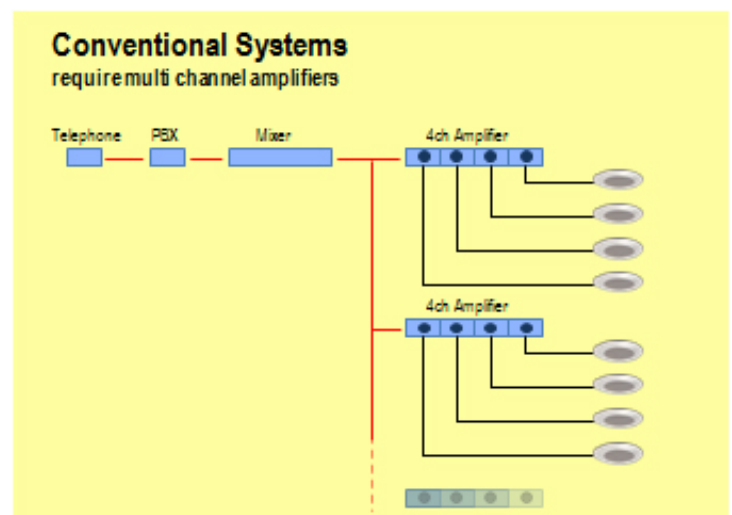 Conventional Systems
require multi channel amplifiers
Telephone PBX Mixer 4ch Amplifier
4ch Amplifier